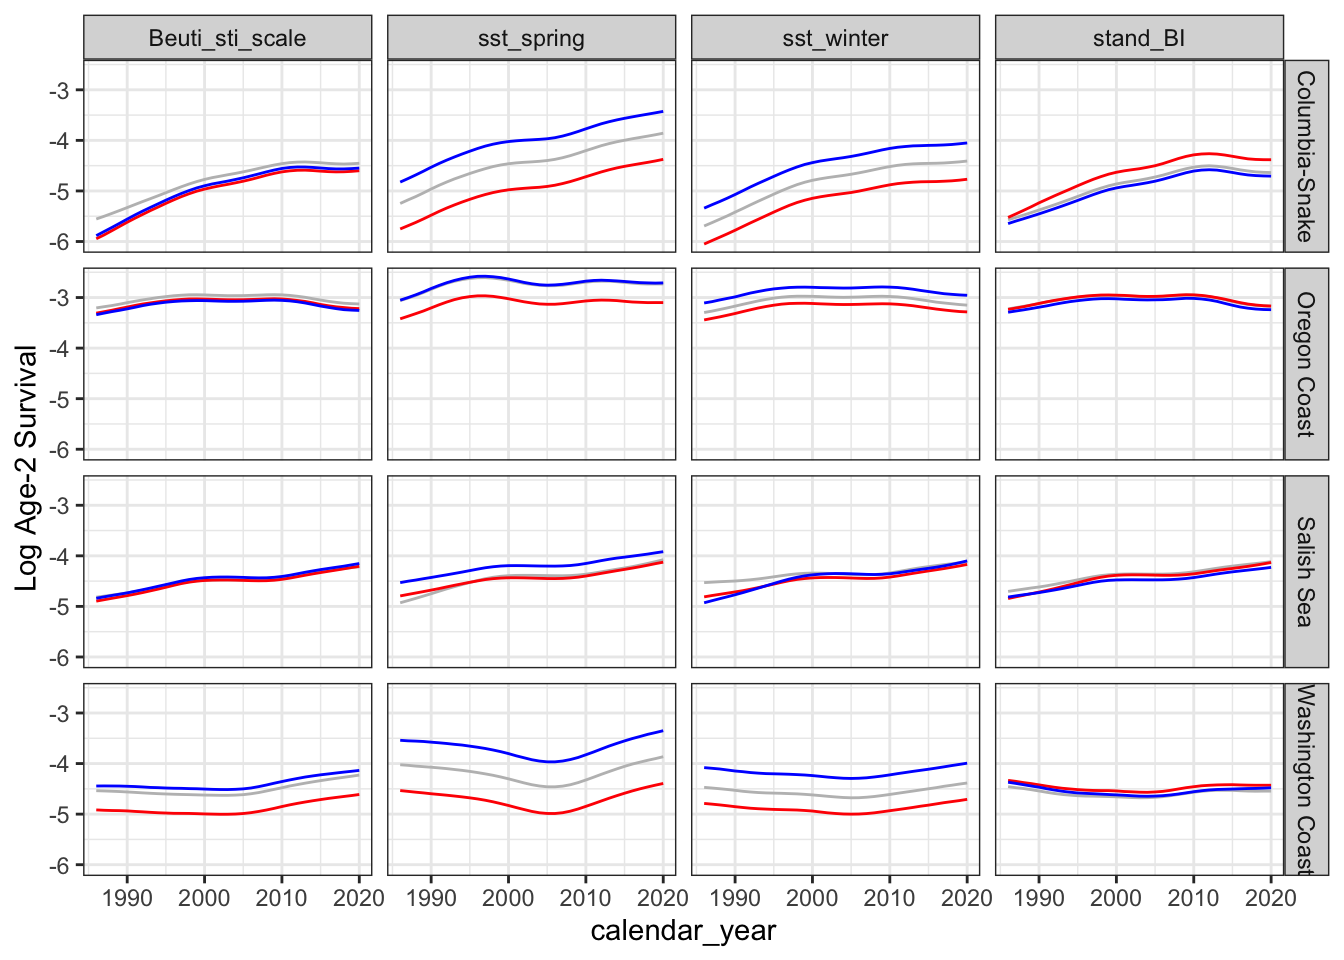 Beuti_sti_scale sst_spring sst_winter stand_BI
Log Age-2 Survival
-3
-4
-5
-6
Columbia-Snake
-3
-4
-5
-6
Oregon Coast
-3
-4
-5
-6
Salish Sea
-3
-4
-5
-6
Washington Coast
1990 2000 2010 2020 1990 2000 2010 2020 1990 2000 2010 2020 1990 2000 2010 2020
calendar_year